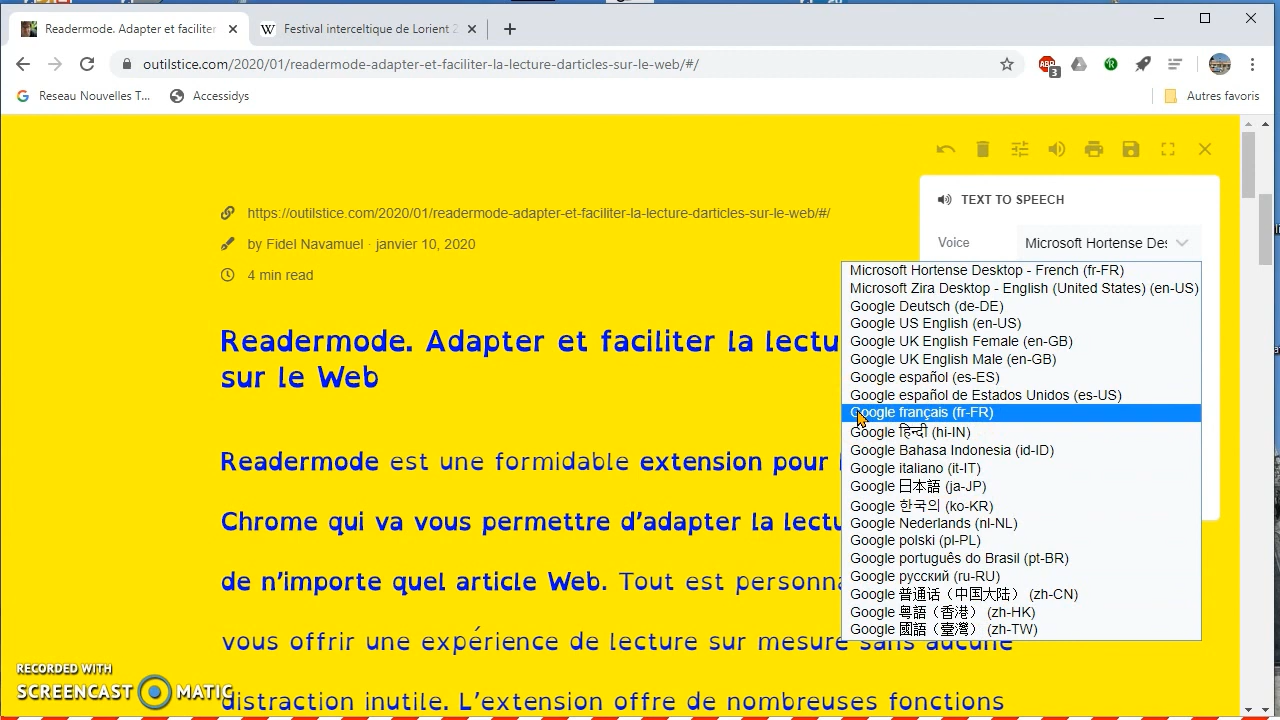 Readermode. Adapter et faciliter
Festival interceltique de Lorient 2
outilstice.com/2020/01/readermode-adapter-et-faciliter-la-lecture-darticles-sur-le-web/#/
ABP
3
Reseau Nouvelles T...
Accessidys
Autres favoris
https://outilstice.com/2020/01/readermode-adapter-et-faciliter-la-lecture-darticles-sur-le-web/#/
by Fidel Navamuel · janvier 10, 2020
4 min read
Readermode. Adapter et faciliter la lectu
sur le Web
Readermode est une formidable extension pour
Chrome qui va vous permettre d'adapter la lectu
de n'importe quel article Web. Tout est personna
vous offrir une expérience de lecture sur mesure sans aucune
distraction inutile. L'extension offre de nombreuses fonctions
TEXT TO SPEECH
Voice
Microsoft Hortense Des
Microsoft Hortense Desktop - French (fr-FR)
Microsoft Zira Desktop - English (United States) (en-US)
Google Deutsch (de-DE)
Google US English (en-US)
Google UK English Female (en-GB)
Google UK English Male (en-GB)
Google español (es-ES)
Google español de Estados Unidos (es-US)
Google français (fr-FR)
Google हिन्दी (hi-IN)
Google Bahasa Indonesia (id-ID)
Google italiano (it-IT)
Google 日本語 (ja-JP)
Google 한국의 (ko-KR)
Google Nederlands (nl-NL)
Google polski (pl-PL)
Google português do Brasil (pt-BR)
Google русский (ru-RU)
Google 普通话（中国大陆） (zh-CN)
Google 粤語（香港） (zh-HK)
Google 國語（臺灣） (zh-TW)
RECORDED WITH
SCREENCAST MATIC